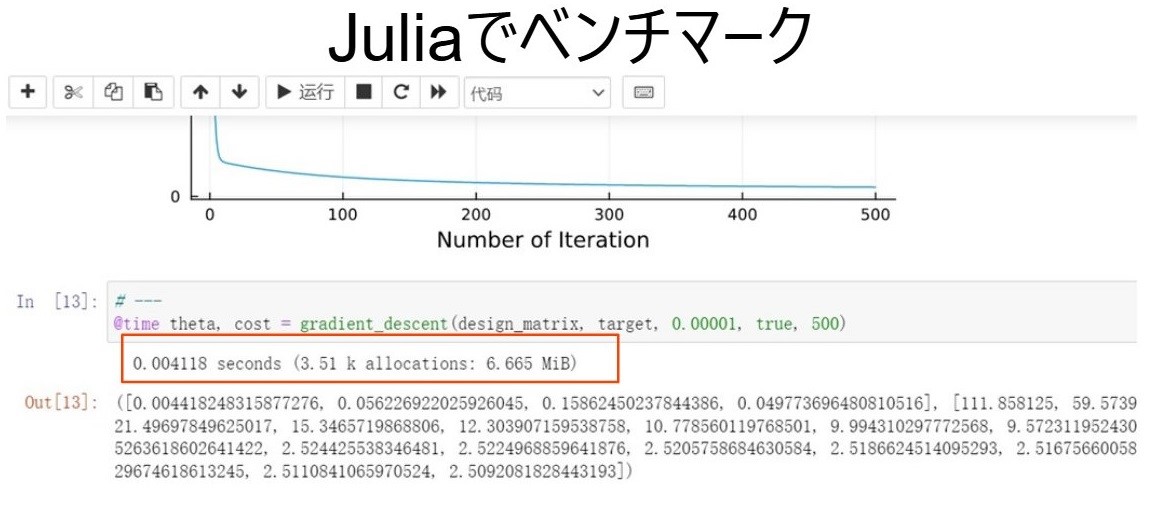 Juliaでベンチマーク
运行 代码
0
0 100 200 300 400 500
Number of Iteration
In [13]: # ---
@time theta, cost = gradient_descent(design_matrix, target, 0.00001, true, 500)
0.004118 seconds (3.51 k allocations: 6.665 MiB)
Out[13]: ([0.004418248315877276, 0.056226922025926045, 0.15862450237844386, 0.049773696480810516], [111.858125, 59.5739
21.49697849625017, 15.3465719868806, 12.303907159538758, 10.778560119768501, 9.994310297772568, 9.572311952430
5263618602641422, 2.524425538346481, 2.5224968859641876, 2.5205758684630584, 2.5186624514095293, 2.51675660058
29674618613245, 2.5110841065970524, 2.5092081828443193])